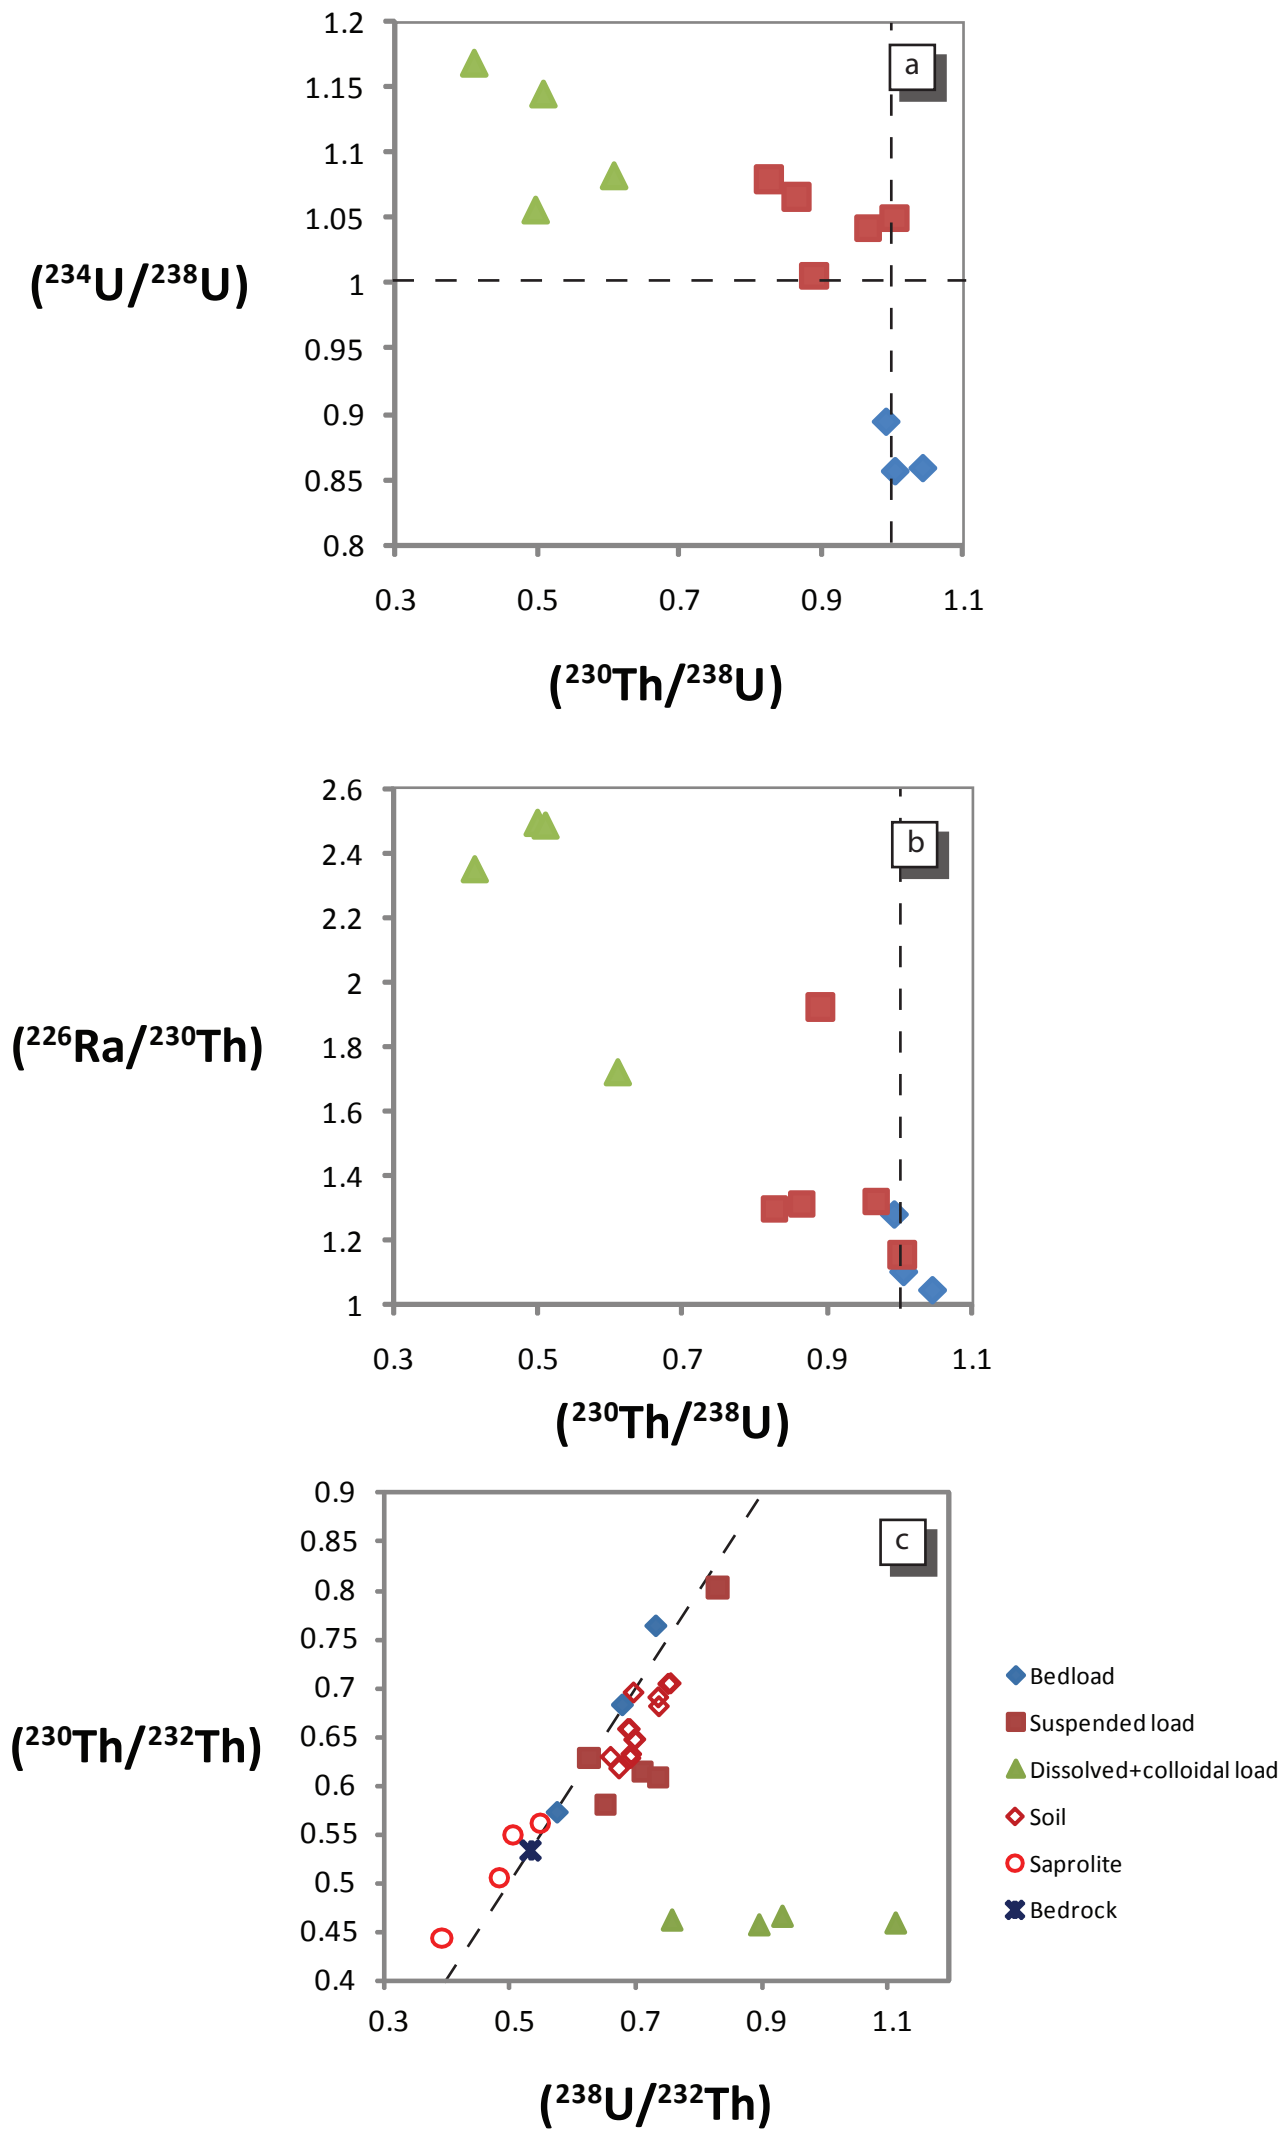 1.2
a
1.15
1.1
1.05
(²³⁴U/²³⁸U)
1
0.95
0.9
0.85
0.8
0.3 0.5 0.7 0.9 1.1
(²³⁰Th/²³⁸U)
2.6
b
2.4
2.2
2
(²²⁶Ra/²³⁰Th)
1.8
1.6
1.4
1.2
1
0.3 0.5 0.7 0.9 1.1
(²³⁰Th/²³⁸U)
0.9
c
0.85
0.8
0.75
0.7
0.65
(²³⁰Th/²³²Th)
0.6
0.55
0.5
0.45
0.4
0.3 0.5 0.7 0.9 1.1
(²³⁸U/²³²Th)
Bedload
Suspended load
Dissolved+colloidal load
Soil
Saprolite
Bedrock